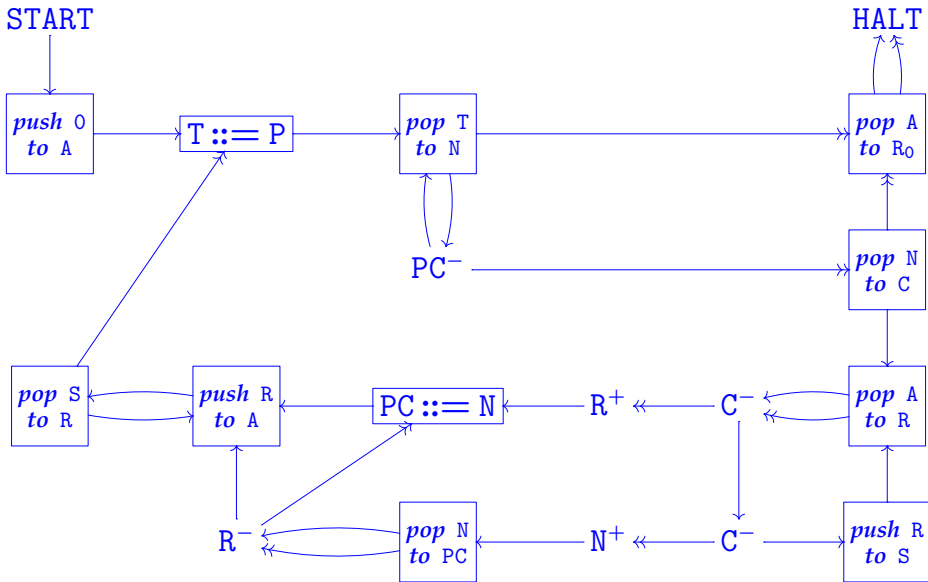 START
HALT
push 0
to A
T ::= P
pop T
to N
pop A
to R₀
PC⁻
pop N
to C
pop S
to R
push R
to A
PC ::= N
R⁺
C⁻
pop A
to R
R⁻
pop N
to PC
N⁺
C⁻
push R
to S